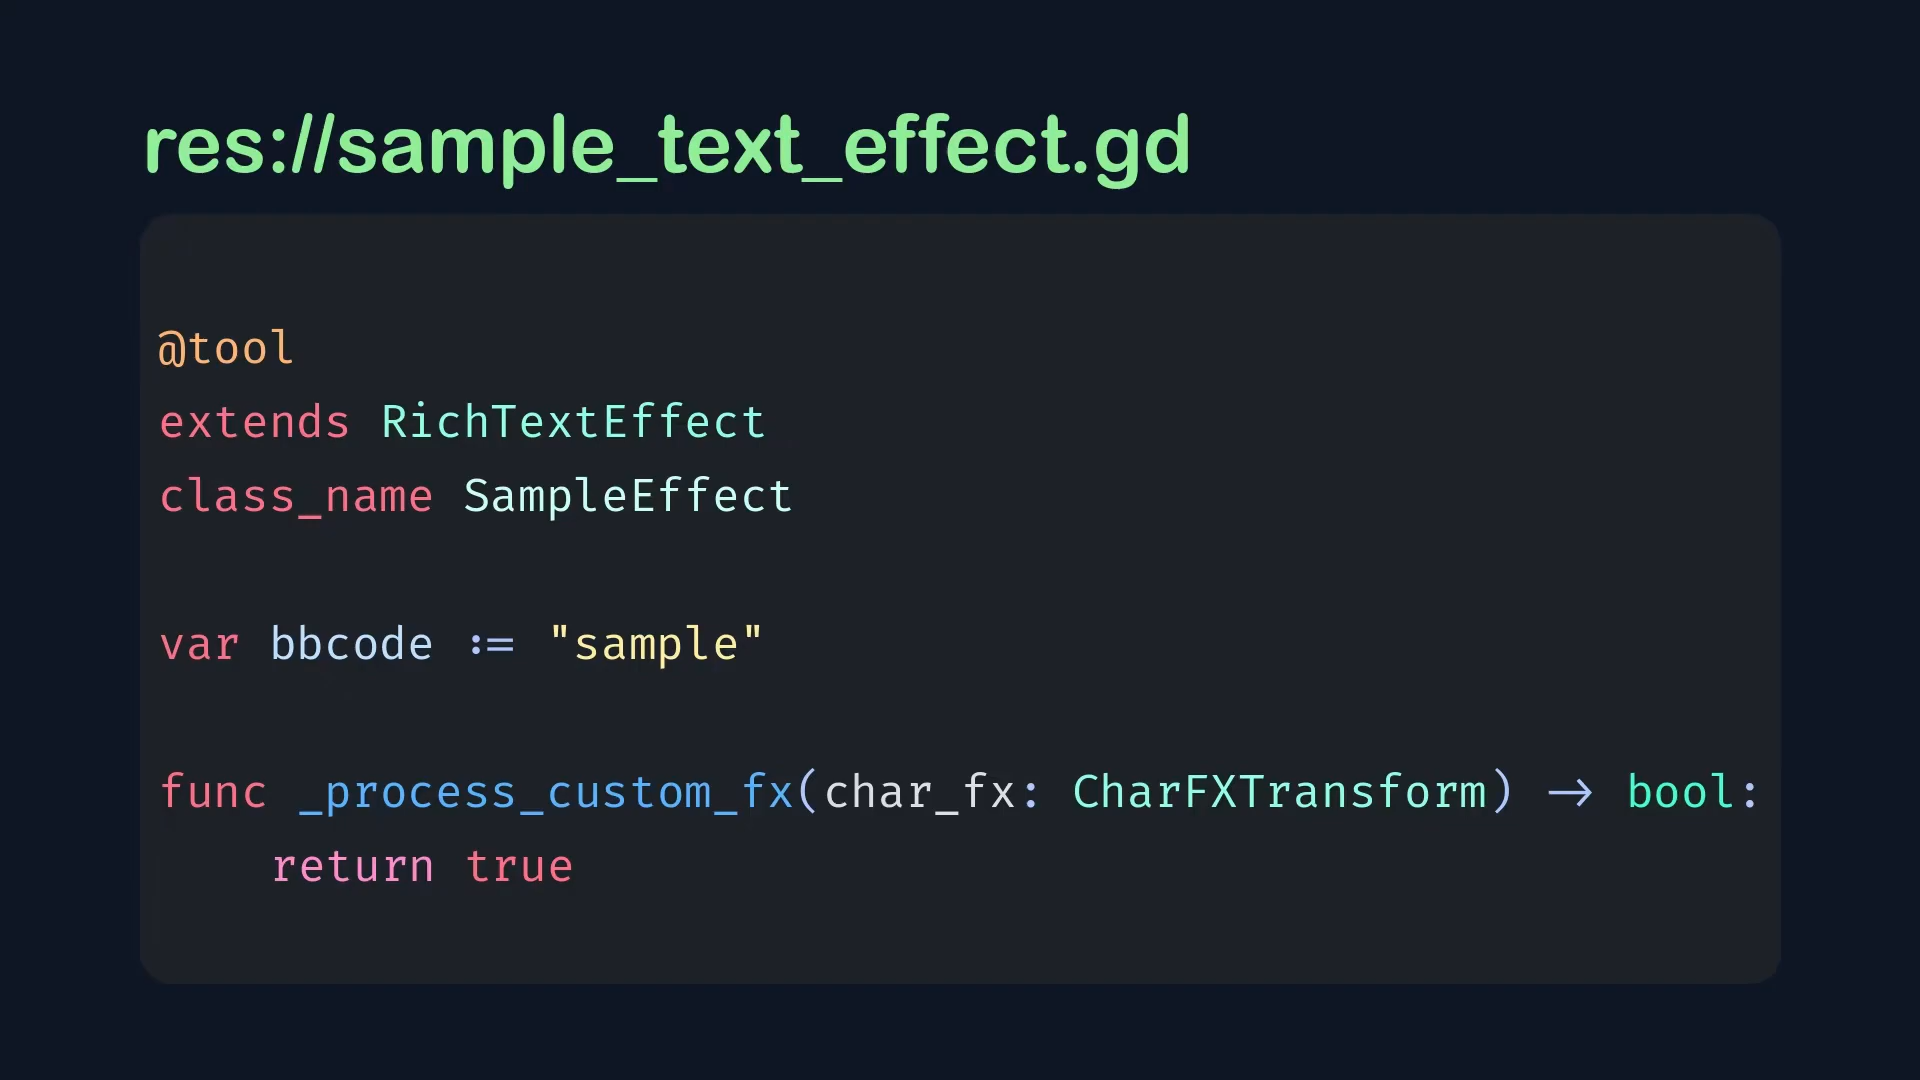 res://sample_text_effect.gd
@tool
extends RichTextEffect
class_name SampleEffect
var bbcode := "sample"
func _process_custom_fx(char_fx: CharFXTransform) -> bool:
    return true